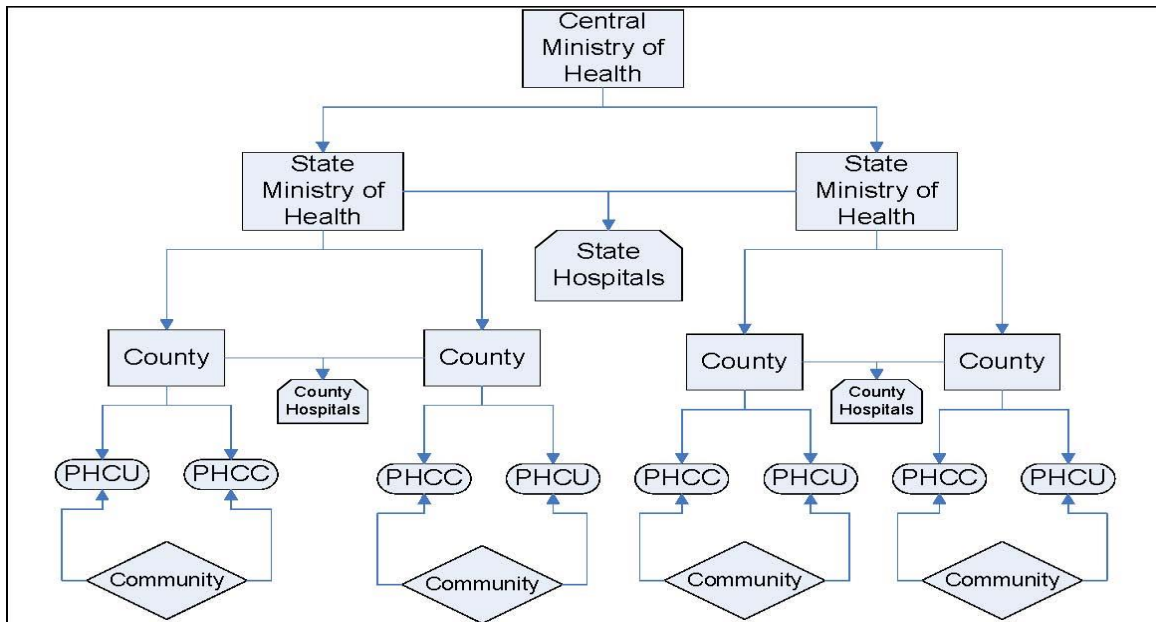 Central
Ministry of
Health
State
Ministry of
Health
State
Ministry of
Health
State
Hospitals
County
County
County
County
County
Hospitals
County
Hospitals
PHCU
PHCC
PHCC
PHCU
PHCC
PHCU
PHCC
PHCU
Community
Community
Community
Community